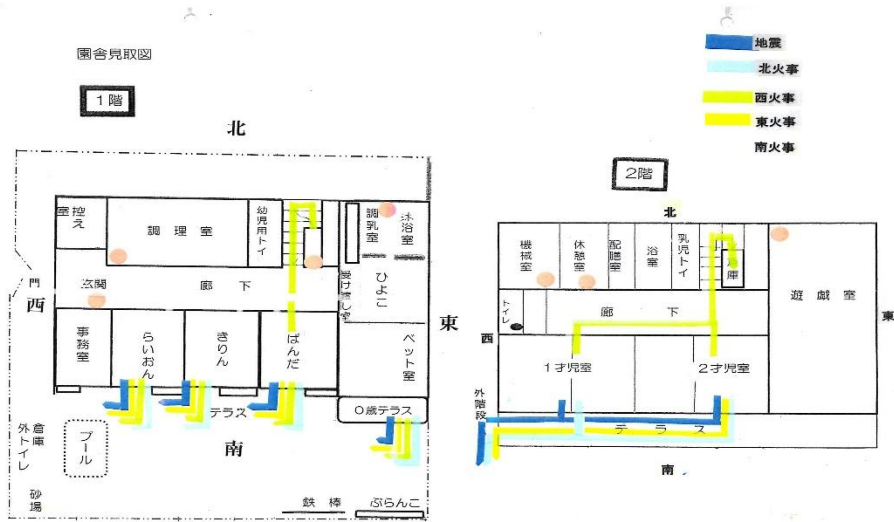 園舎見取図
1階
北
室控え
調理室
幼児用トイ
調乳室
沐浴室
門
玄関
廊下
受け渡し室
ひよこ
西
東
事務室
らいおん
きりん
ぱんだ
ベット室
テラス
0歳テラス
倉庫
外トイレ
プール
南
砂場
鉄棒
ぶらんこ
地震
北火事
西火事
東火事
南火事
2階
北
機械室
休憩室
配膳室
浴室
乳児トイ
庫
遊戯室
トイレ
廊下
西
東
1才児室
2才児室
外階段
テラス
南